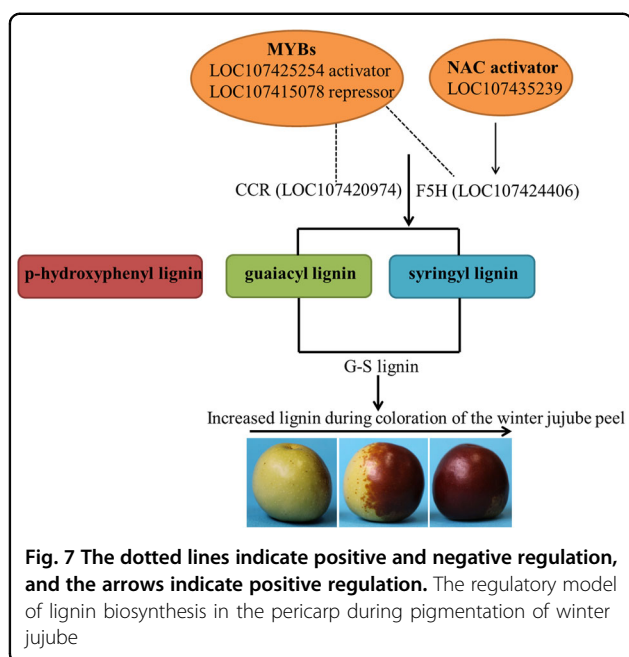 MYBs
LOC107425254 activator
LOC107415078 repressor
NAC activator
LOC107435239
CCR (LOC107420974)
F5H (LOC107424406)
p-hydroxyphenyl lignin
guaiacyl lignin
syringyl lignin
G-S lignin
Increased lignin during coloration of the winter jujube peel
Fig. 7 The dotted lines indicate positive and negative regulation,
and the arrows indicate positive regulation. The regulatory model
of lignin biosynthesis in the pericarp during pigmentation of winter
jujube